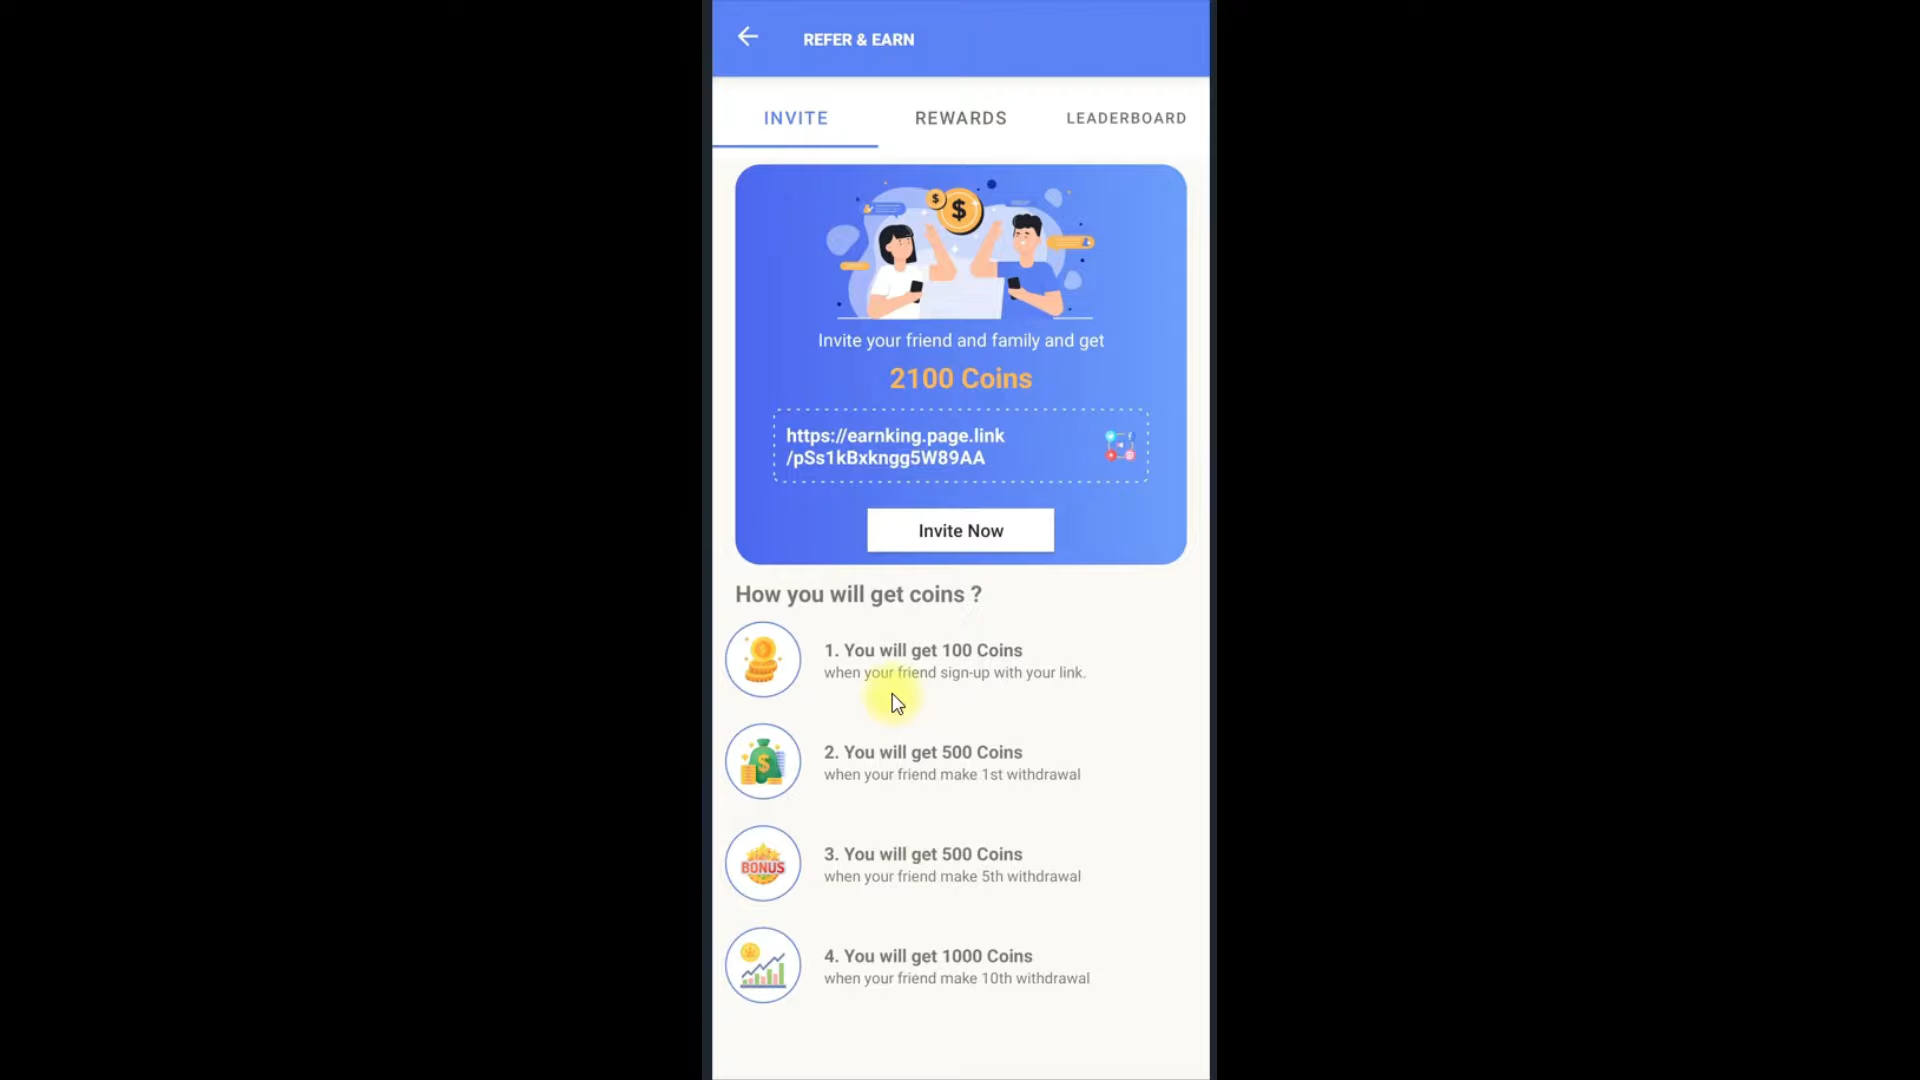 REFER & EARN
INVITE
REWARDS
LEADERBOARD
$
$
Invite your friend and family and get
2100 Coins
https://earnking.page.link
/pSs1kBxkngg5W89AA
Invite Now
How you will get coins ?
1. You will get 100 Coins
when your friend sign-up with your link.
$
2. You will get 500 Coins
when your friend make 1st withdrawal
BONUS
3. You will get 500 Coins
when your friend make 5th withdrawal
4. You will get 1000 Coins
when your friend make 10th withdrawal